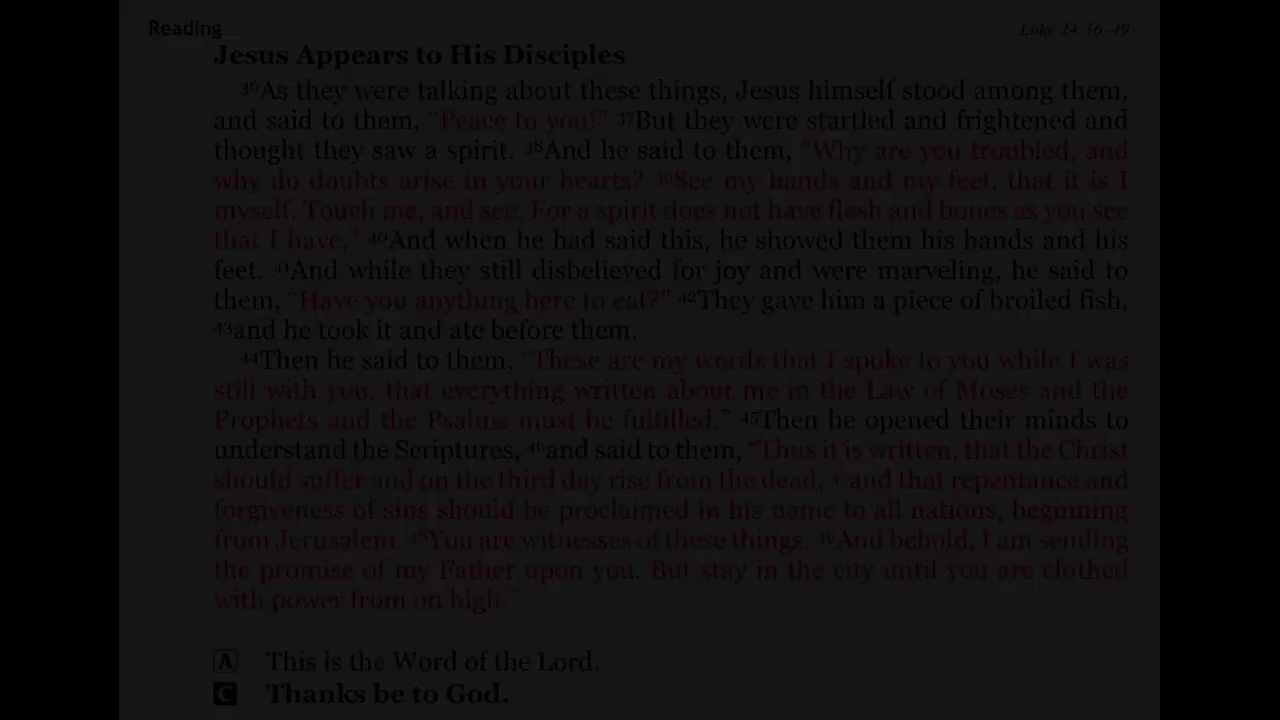 Reading
Luke 24:36–49
Jesus Appears to His Disciples
36As they were talking about these things, Jesus himself stood among them,
and said to them, “Peace to you!” 37But they were startled and frightened and
thought they saw a spirit. 38And he said to them, “Why are you troubled, and
why do doubts arise in your hearts? 39See my hands and my feet, that it is I
myself. Touch me, and see. For a spirit does not have flesh and bones as you see
that I have.” 40And when he had said this, he showed them his hands and his
feet. 41And while they still disbelieved for joy and were marveling, he said to
them, “Have you anything here to eat?” 42They gave him a piece of broiled fish,
43and he took it and ate before them.
44Then he said to them, “These are my words that I spoke to you while I was
still with you, that everything written about me in the Law of Moses and the
Prophets and the Psalms must be fulfilled.” 45Then he opened their minds to
understand the Scriptures, 46and said to them, “Thus it is written, that the Christ
should suffer and on the third day rise from the dead, 47and that repentance and
forgiveness of sins should be proclaimed in his name to all nations, beginning
from Jerusalem. 48You are witnesses of these things. 49And behold, I am sending
the promise of my Father upon you. But stay in the city until you are clothed
with power from on high.”
A This is the Word of the Lord.
C Thanks be to God.